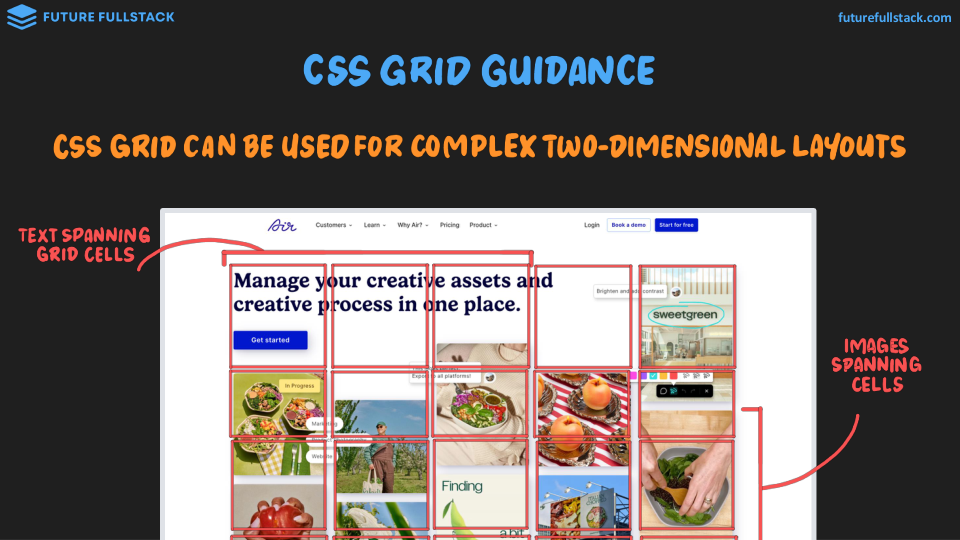 FUTURE FULLSTACK
futurefullstack.com
CSS GRID GUIDANCE
CSS GRID CAN BE USED FOR COMPLEX TWO-DIMENSIONAL LAYOUTS
TEXT SPANNING
GRID CELLS
Air
Customers
Learn
Why Air?
Pricing
Product
Login
Book a demo
Start for free
Manage your creative assets and
creative process in one place.
Get started
Brighten and add contrast
sweetgreen
Export to all platforms!
In Progress
Website
Finding
a bit
IMAGES
SPANNING
CELLS